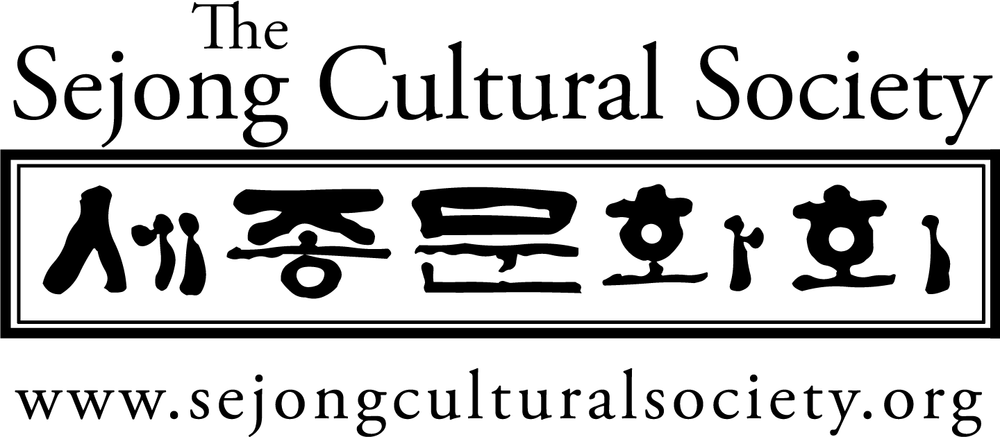 The
Sejong Cultural Society
세종문화회
www.sejongculturalsociety.org